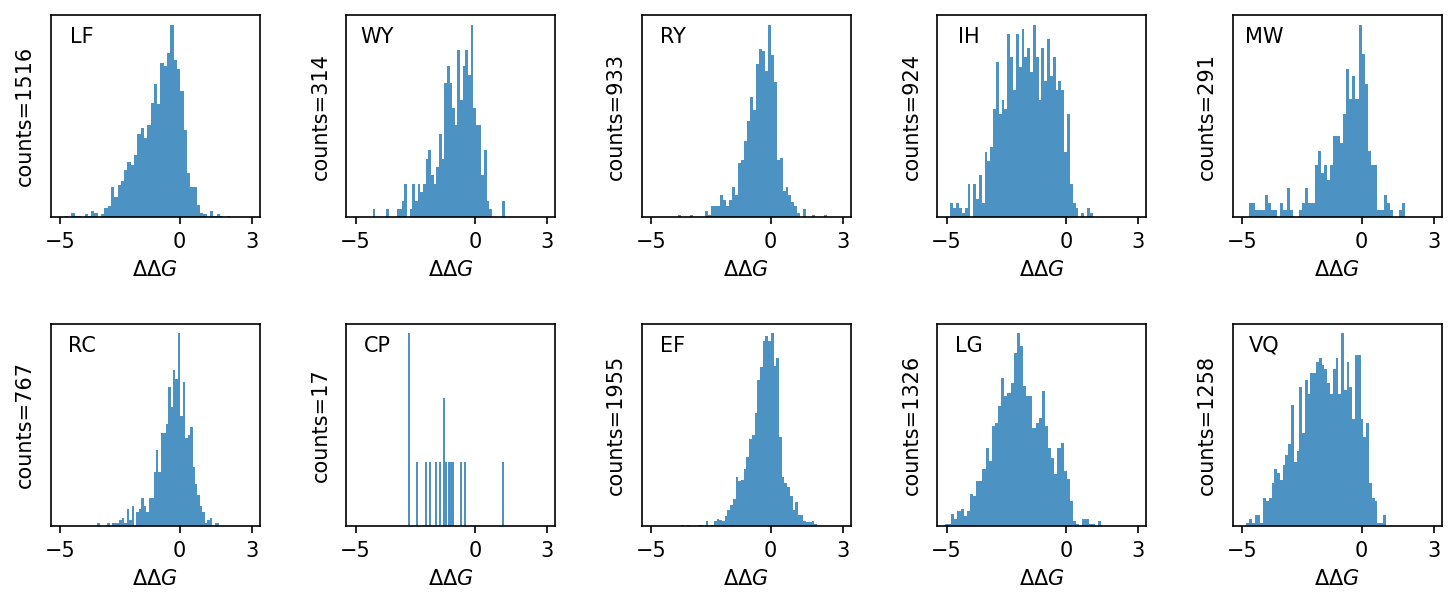 LF
counts=1516
−5 0 3
ΔΔG
WY
counts=314
−5 0 3
ΔΔG
RY
counts=933
−5 0 3
ΔΔG
IH
counts=924
−5 0 3
ΔΔG
MW
counts=291
−5 0 3
ΔΔG
RC
counts=767
−5 0 3
ΔΔG
CP
counts=17
−5 0 3
ΔΔG
EF
counts=1955
−5 0 3
ΔΔG
LG
counts=1326
−5 0 3
ΔΔG
VQ
counts=1258
−5 0 3
ΔΔG